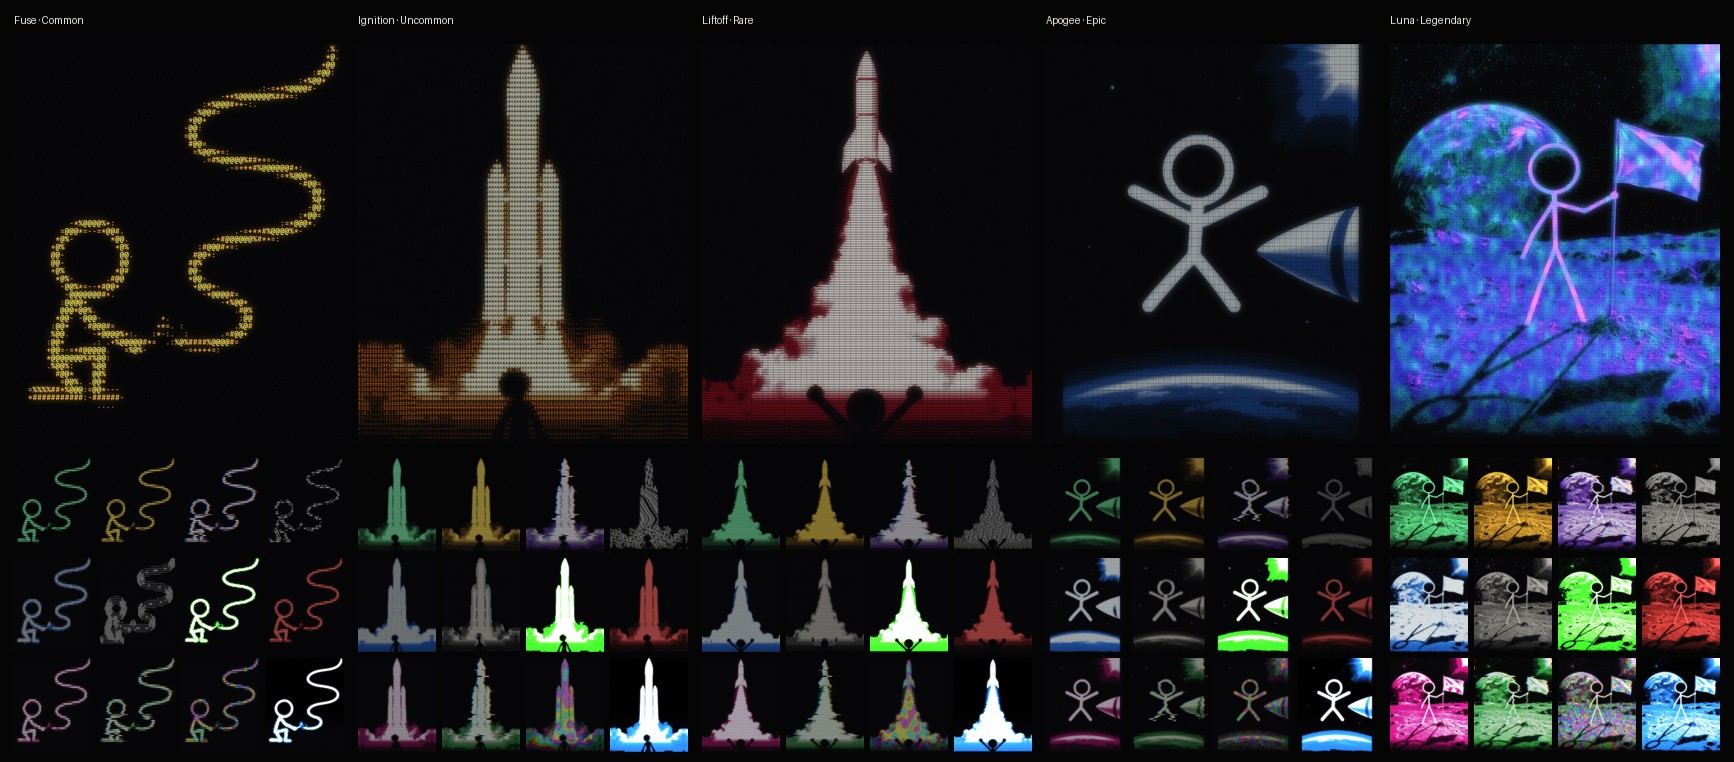 Fuse · Common
Ignition · Uncommon
Liftoff · Rare
Apogee · Epic
Luna · Legendary